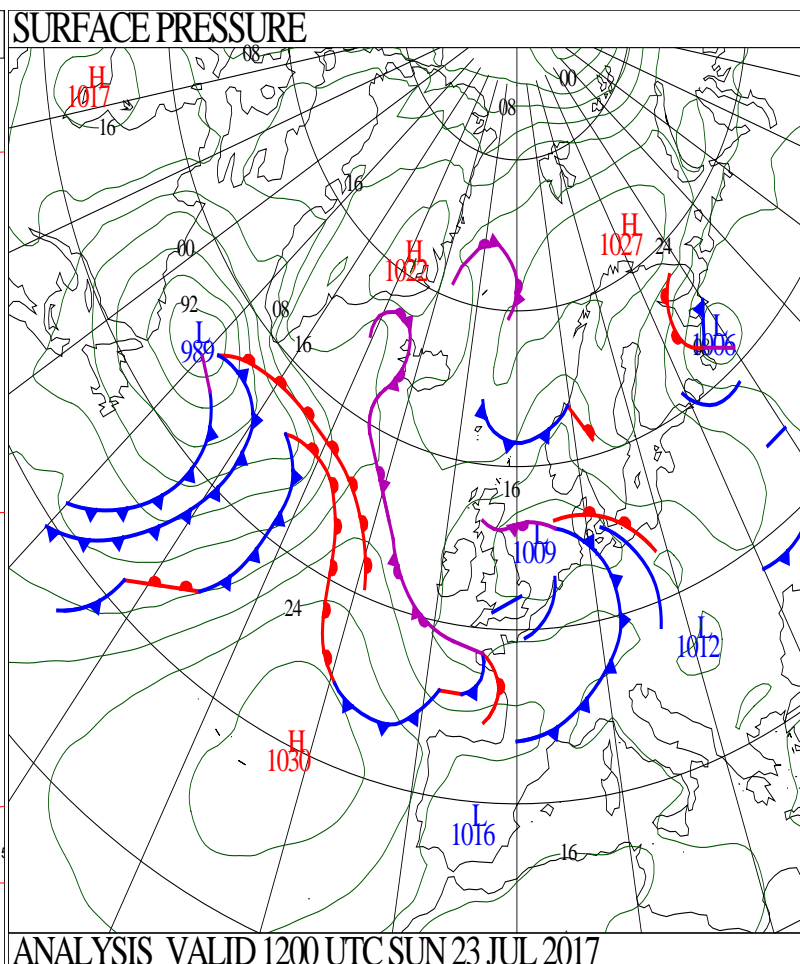 SURFACE PRESSURE
08
00
H
1017
16
08
16
H
1027
24
00
H
1022
92
08
L
989
16
L
1006
16
L
1009
24
L
1012
H
1030
L
1016
16
ANALYSIS VALID 1200 UTC SUN 23 JUL 2017